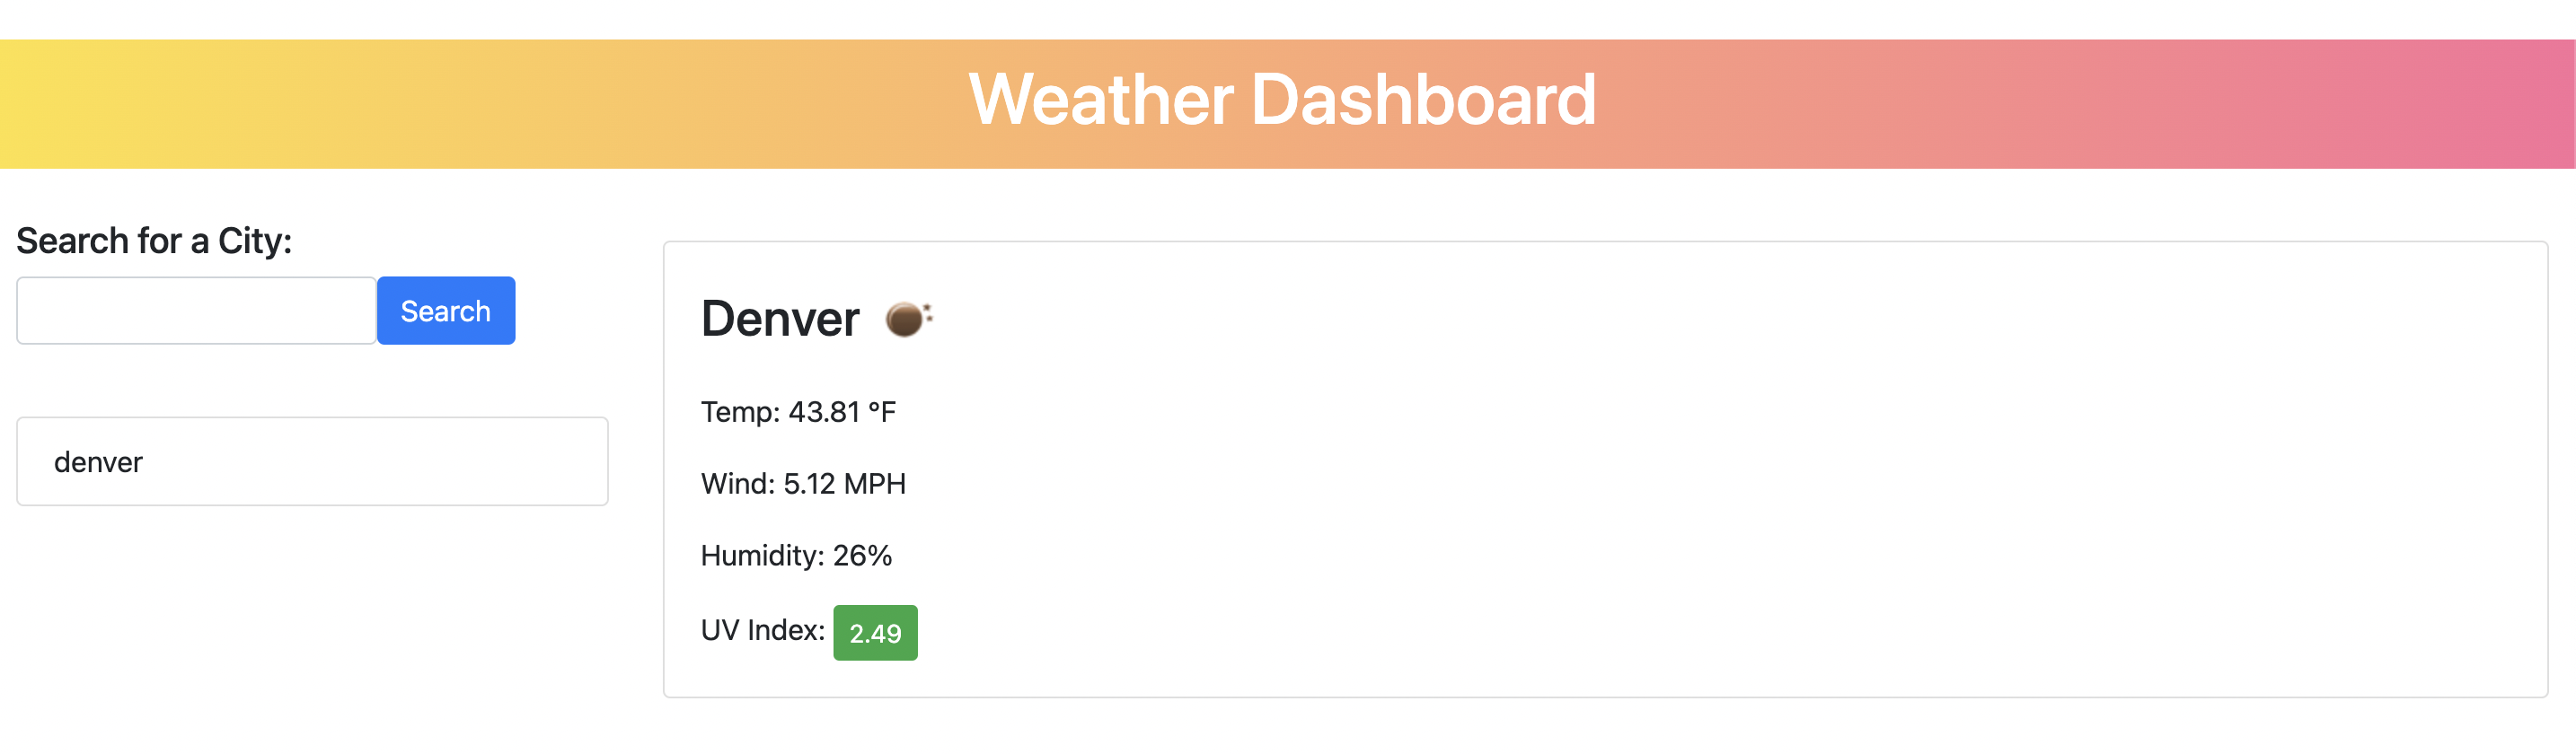 Weather Dashboard
Search for a City:
Search
denver
Denver
Temp: 43.81 °F
Wind: 5.12 MPH
Humidity: 26%
UV Index: 2.49